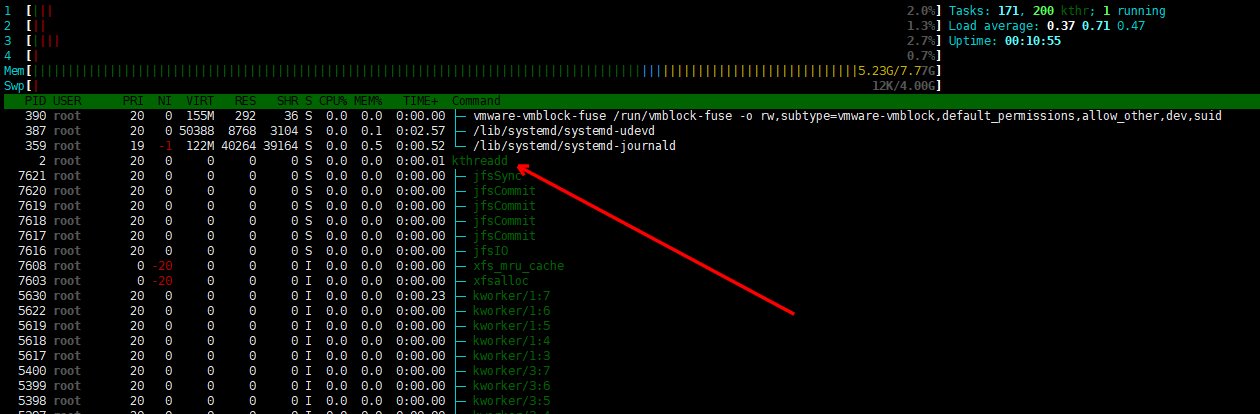 1 [||| 2.0%] Tasks: 171, 200 kthr; 1 running
2 [|| 1.3%] Load average: 0.37 0.71 0.47
3 [|||| 2.7%] Uptime: 00:10:55
4 [| 0.7%]
Mem[||||||||||||||||||||||||||||||||||||||||5.23G/7.77G]
Swp[| 12K/4.00G]
PID USER PRI NI VIRT RES SHR S CPU% MEM% TIME+ Command
390 root 20 0 155M 292 36 S 0.0 0.0 0:00.00 ├─ vmware-vmblock-fuse /run/vmblock-fuse -o rw,subtype=vmware-vmblock,default_permissions,allow_other,dev,suid
387 root 20 0 50388 8768 3104 S 0.0 0.1 0:02.57 ├─ /lib/systemd/systemd-udevd
359 root 19 -1 122M 40264 39164 S 0.0 0.5 0:00.52 └─ /lib/systemd/systemd-journald
2 root 20 0 0 0 0 S 0.0 0.0 0:00.01 kthreadd
7621 root 20 0 0 0 0 S 0.0 0.0 0:00.00 ├─ jfsSync
7620 root 20 0 0 0 0 S 0.0 0.0 0:00.00 ├─ jfsCommit
7619 root 20 0 0 0 0 S 0.0 0.0 0:00.00 ├─ jfsCommit
7618 root 20 0 0 0 0 S 0.0 0.0 0:00.00 ├─ jfsCommit
7617 root 20 0 0 0 0 S 0.0 0.0 0:00.00 ├─ jfsCommit
7616 root 20 0 0 0 0 S 0.0 0.0 0:00.00 ├─ jfsIO
7608 root 0 -20 0 0 0 I 0.0 0.0 0:00.00 ├─ xfs_mru_cache
7603 root 0 -20 0 0 0 I 0.0 0.0 0:00.00 ├─ xfsalloc
5630 root 20 0 0 0 0 I 0.0 0.0 0:00.23 ├─ kworker/1:7
5622 root 20 0 0 0 0 I 0.0 0.0 0:00.00 ├─ kworker/1:6
5619 root 20 0 0 0 0 I 0.0 0.0 0:00.00 ├─ kworker/1:5
5618 root 20 0 0 0 0 I 0.0 0.0 0:00.00 ├─ kworker/1:4
5617 root 20 0 0 0 0 I 0.0 0.0 0:00.00 ├─ kworker/1:3
5400 root 20 0 0 0 0 I 0.0 0.0 0:00.00 ├─ kworker/3:7
5399 root 20 0 0 0 0 I 0.0 0.0 0:00.00 ├─ kworker/3:6
5398 root 20 0 0 0 0 I 0.0 0.0 0:00.00 ├─ kworker/3:5